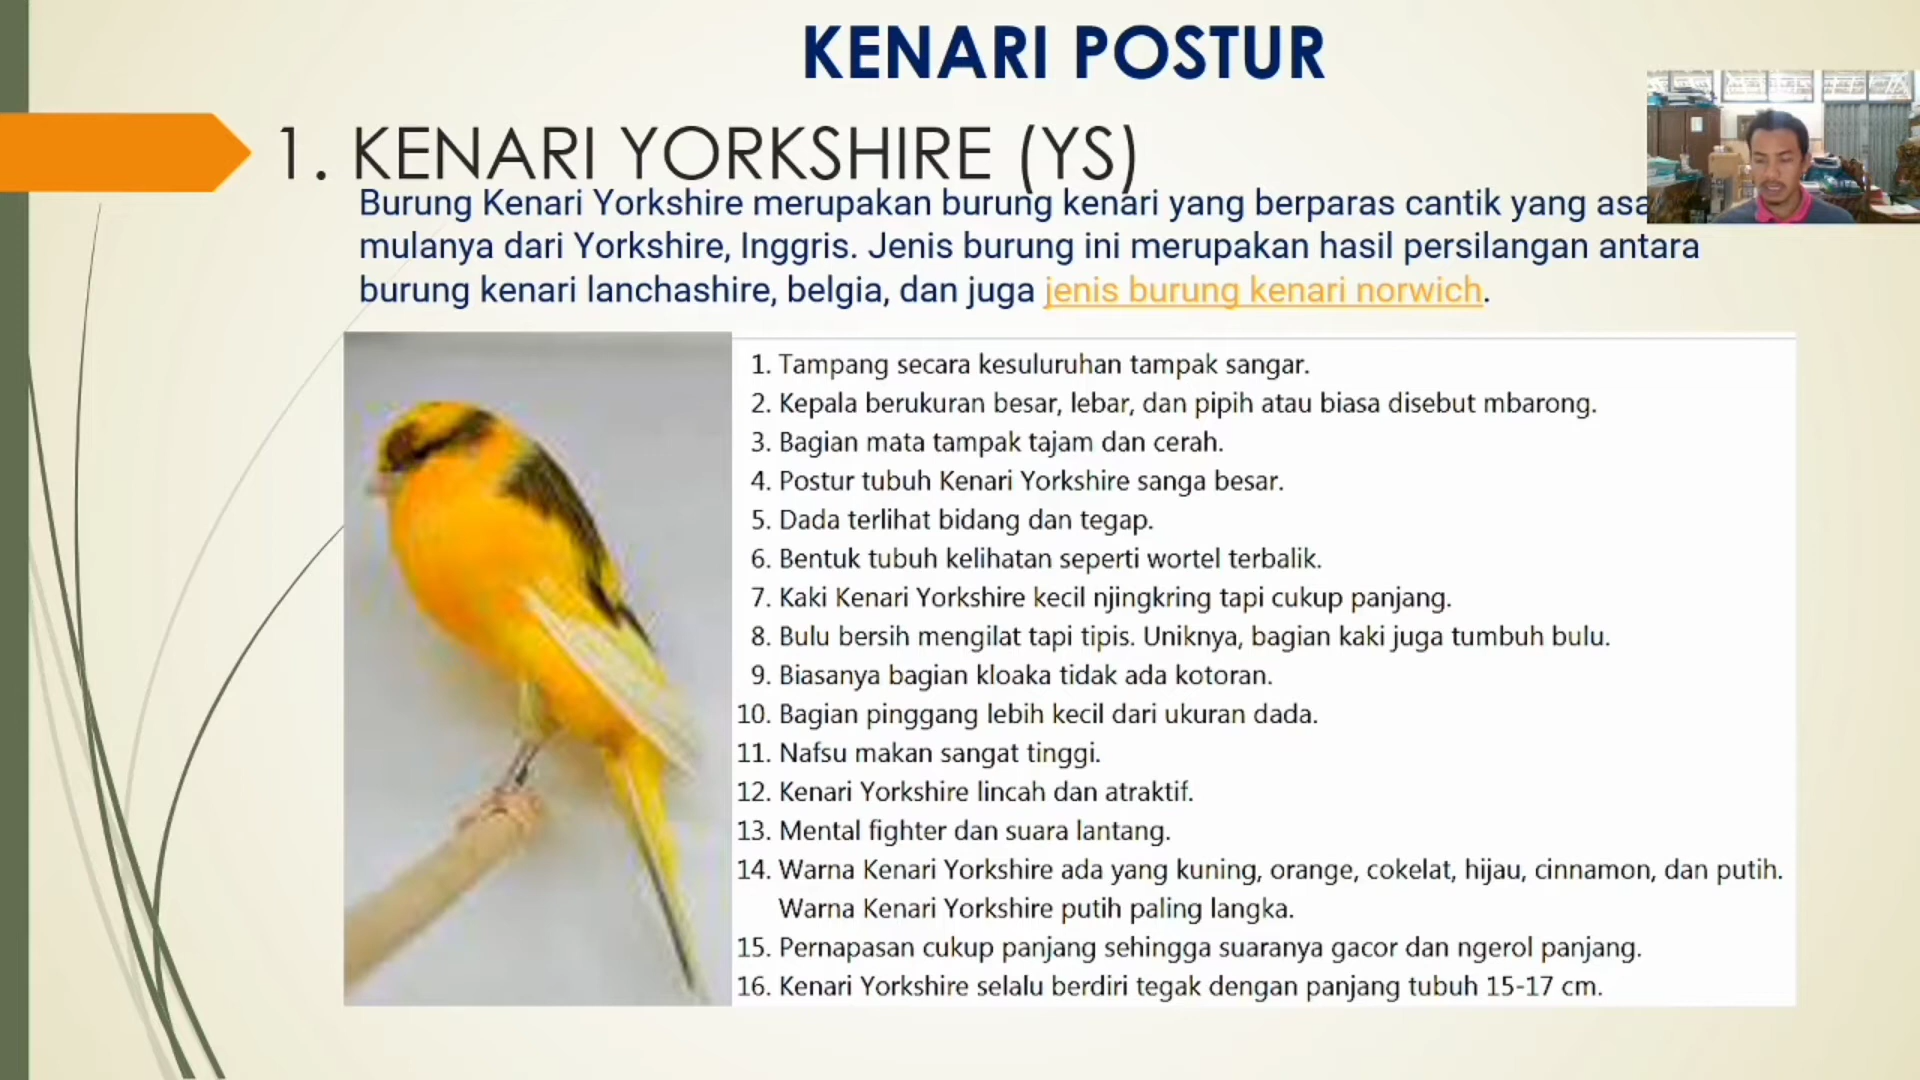 KENARI POSTUR
1. KENARI YORKSHIRE (YS)
Burung Kenari Yorkshire merupakan burung kenari yang berparas cantik yang
mulanya dari Yorkshire, Inggris. Jenis burung ini merupakan hasil persilangan antara
burung kenari lanchashire, belgia, dan juga jenis burung kenari norwich.
1. Tampang secara kesuluruhan tampak sangar.
2. Kepala berukuran besar, lebar, dan pipih atau biasa disebut mbarong.
3. Bagian mata tampak tajam dan cerah.
4. Postur tubuh Kenari Yorkshire sanga besar.
5. Dada terlihat bidang dan tegap.
6. Bentuk tubuh kelihatan seperti wortel terbalik.
7. Kaki Kenari Yorkshire kecil njingkring tapi cukup panjang.
8. Bulu bersih mengilat tapi tipis. Uniknya, bagian kaki juga tumbuh bulu.
9. Biasanya bagian kloaka tidak ada kotoran.
10. Bagian pinggang lebih kecil dari ukuran dada.
11. Nafsu makan sangat tinggi.
12. Kenari Yorkshire lincah dan atraktif.
13. Mental fighter dan suara lantang.
14. Warna Kenari Yorkshire ada yang kuning, orange, cokelat, hijau, cinnamon, dan putih.
Warna Kenari Yorkshire putih paling langka.
15. Pernapasan cukup panjang sehingga suaranya gacor dan ngerol panjang.
16. Kenari Yorkshire selalu berdiri tegak dengan panjang tubuh 15-17 cm.